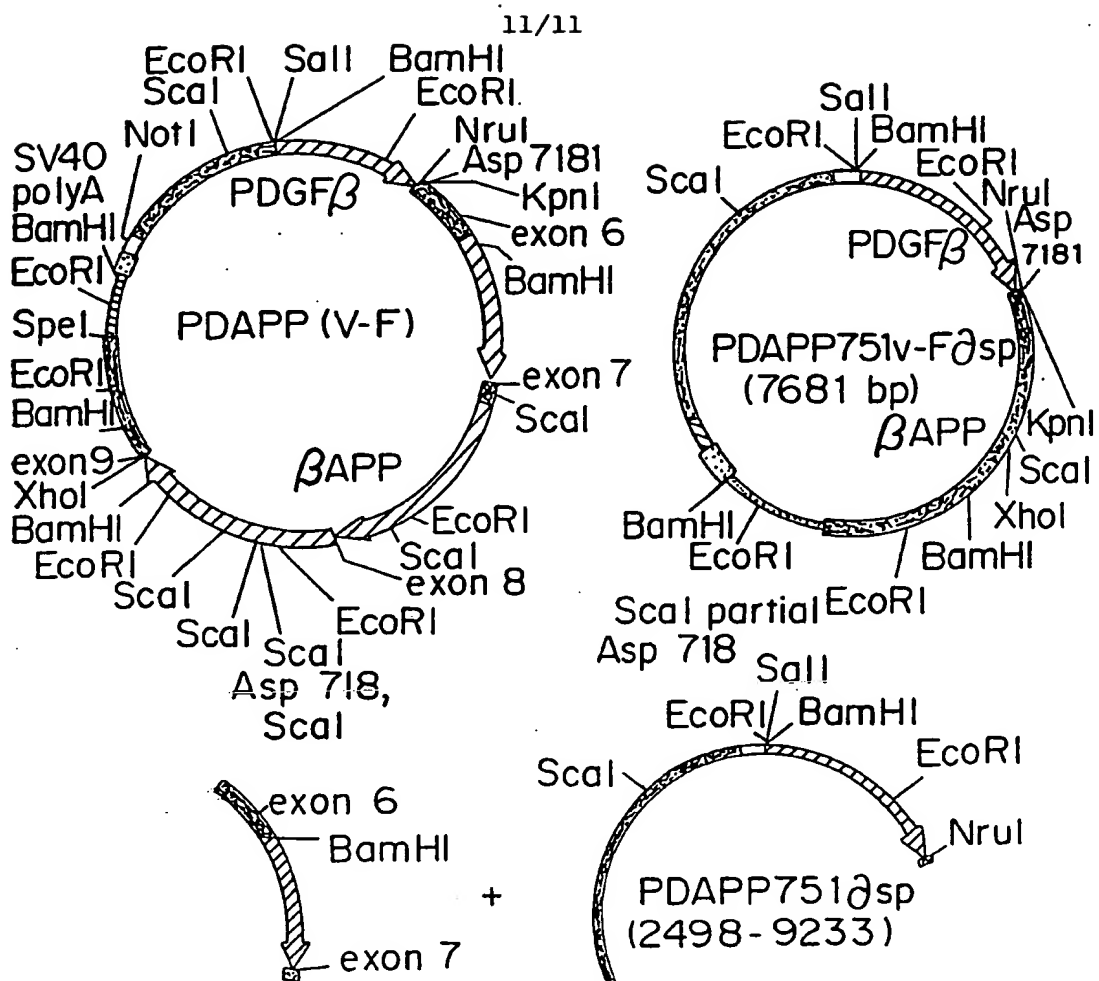 11/11
EcoRI
SalI
BamHI
ScaI
EcoRI
NotI
NruI
SV40
polyA
Asp 7181
PDGFβ
KpnI
BamHI
exon 6
EcoRI
BamHI
SpeI
PDAPP (V-F)
EcoRI
exon 7
BamHI
ScaI
exon 9
βAPP
XhoI
BamHI
EcoRI
EcoRI
ScaI
ScaI
exon 8
ScaI
EcoRI
ScaI
Asp 718,
ScaI
SalI
EcoRI
BamHI
EcoRI
ScaI
NruI
Asp
7181
PDGFβ
PDAPP751v-F∂sp
(7681 bp)
βAPP
KpnI
ScaI
XhoI
BamHI
BamHI
EcoRI
EcoRI
ScaI partial
Asp 718
SalI
EcoRI
BamHI
EcoRI
ScaI
NruI
PDAPP751∂sp
(2498-9233)
exon 6
BamHI
+
exon 7